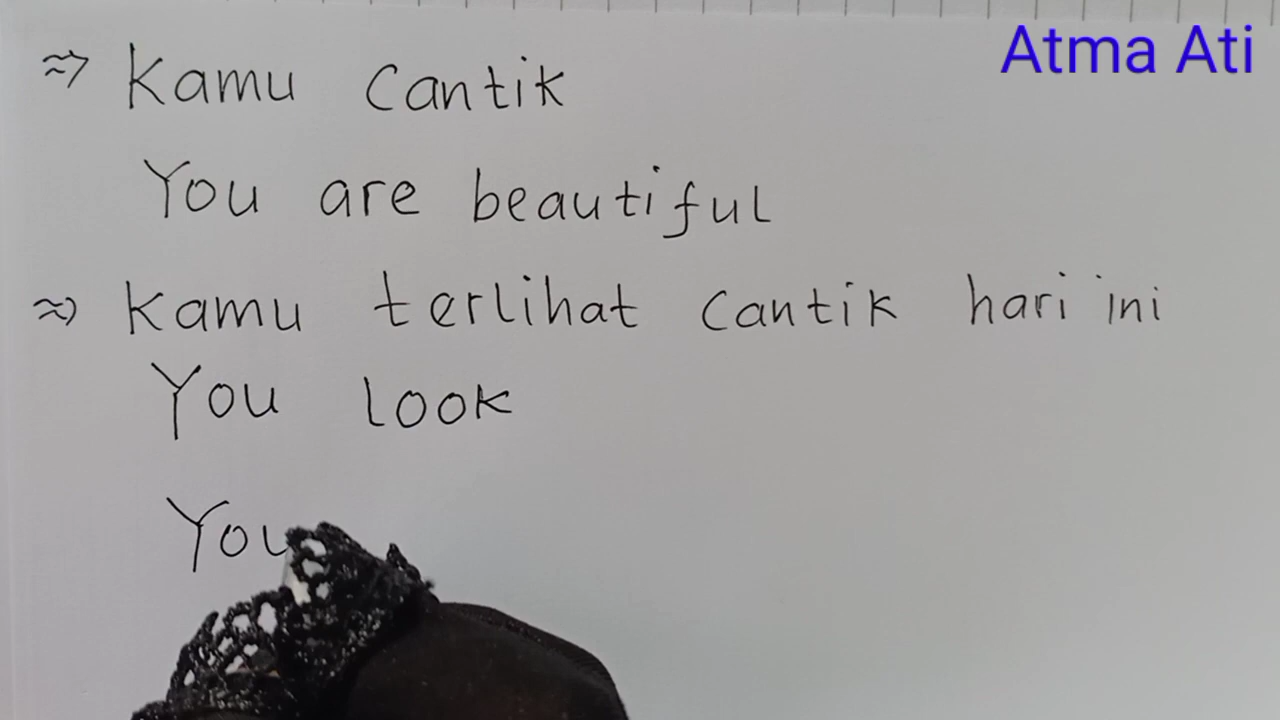 Atma Ati
⇝ Kamu cantik
You are beautiful
⇝ Kamu terlihat cantik hari ini
You look
You